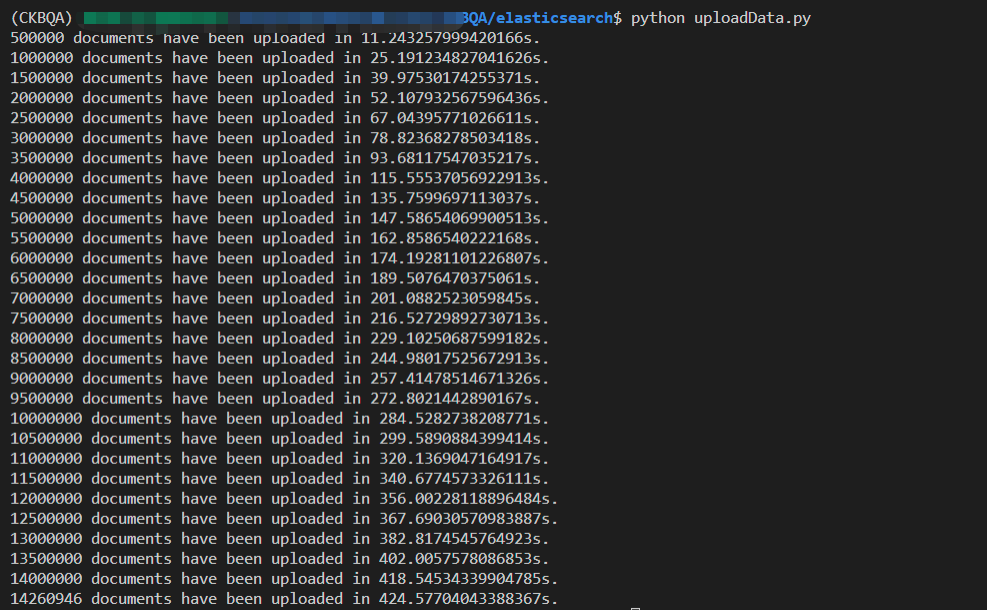 (CKBQA) BQA/elasticsearch$ python uploadData.py
500000 documents have been uploaded in 11.243257999420166s.
1000000 documents have been uploaded in 25.191234827041626s.
1500000 documents have been uploaded in 39.97530174255371s.
2000000 documents have been uploaded in 52.107932567596436s.
2500000 documents have been uploaded in 67.04395771026611s.
3000000 documents have been uploaded in 78.82368278503418s.
3500000 documents have been uploaded in 93.68117547035217s.
4000000 documents have been uploaded in 115.55537056922913s.
4500000 documents have been uploaded in 135.7599697113037s.
5000000 documents have been uploaded in 147.58654069900513s.
5500000 documents have been uploaded in 162.8586540222168s.
6000000 documents have been uploaded in 174.19281101226807s.
6500000 documents have been uploaded in 189.5076470375061s.
7000000 documents have been uploaded in 201.0882523059845s.
7500000 documents have been uploaded in 216.52729892730713s.
8000000 documents have been uploaded in 229.10250687599182s.
8500000 documents have been uploaded in 244.98017525672913s.
9000000 documents have been uploaded in 257.41478514671326s.
9500000 documents have been uploaded in 272.8021442890167s.
10000000 documents have been uploaded in 284.5282738208771s.
10500000 documents have been uploaded in 299.5890884399414s.
11000000 documents have been uploaded in 320.1369047164917s.
11500000 documents have been uploaded in 340.6774573326111s.
12000000 documents have been uploaded in 356.00228118896484s.
12500000 documents have been uploaded in 367.69030570983887s.
13000000 documents have been uploaded in 382.8174545764923s.
13500000 documents have been uploaded in 402.0057578086853s.
14000000 documents have been uploaded in 418.54534339904785s.
14260946 documents have been uploaded in 424.57704043388367s.